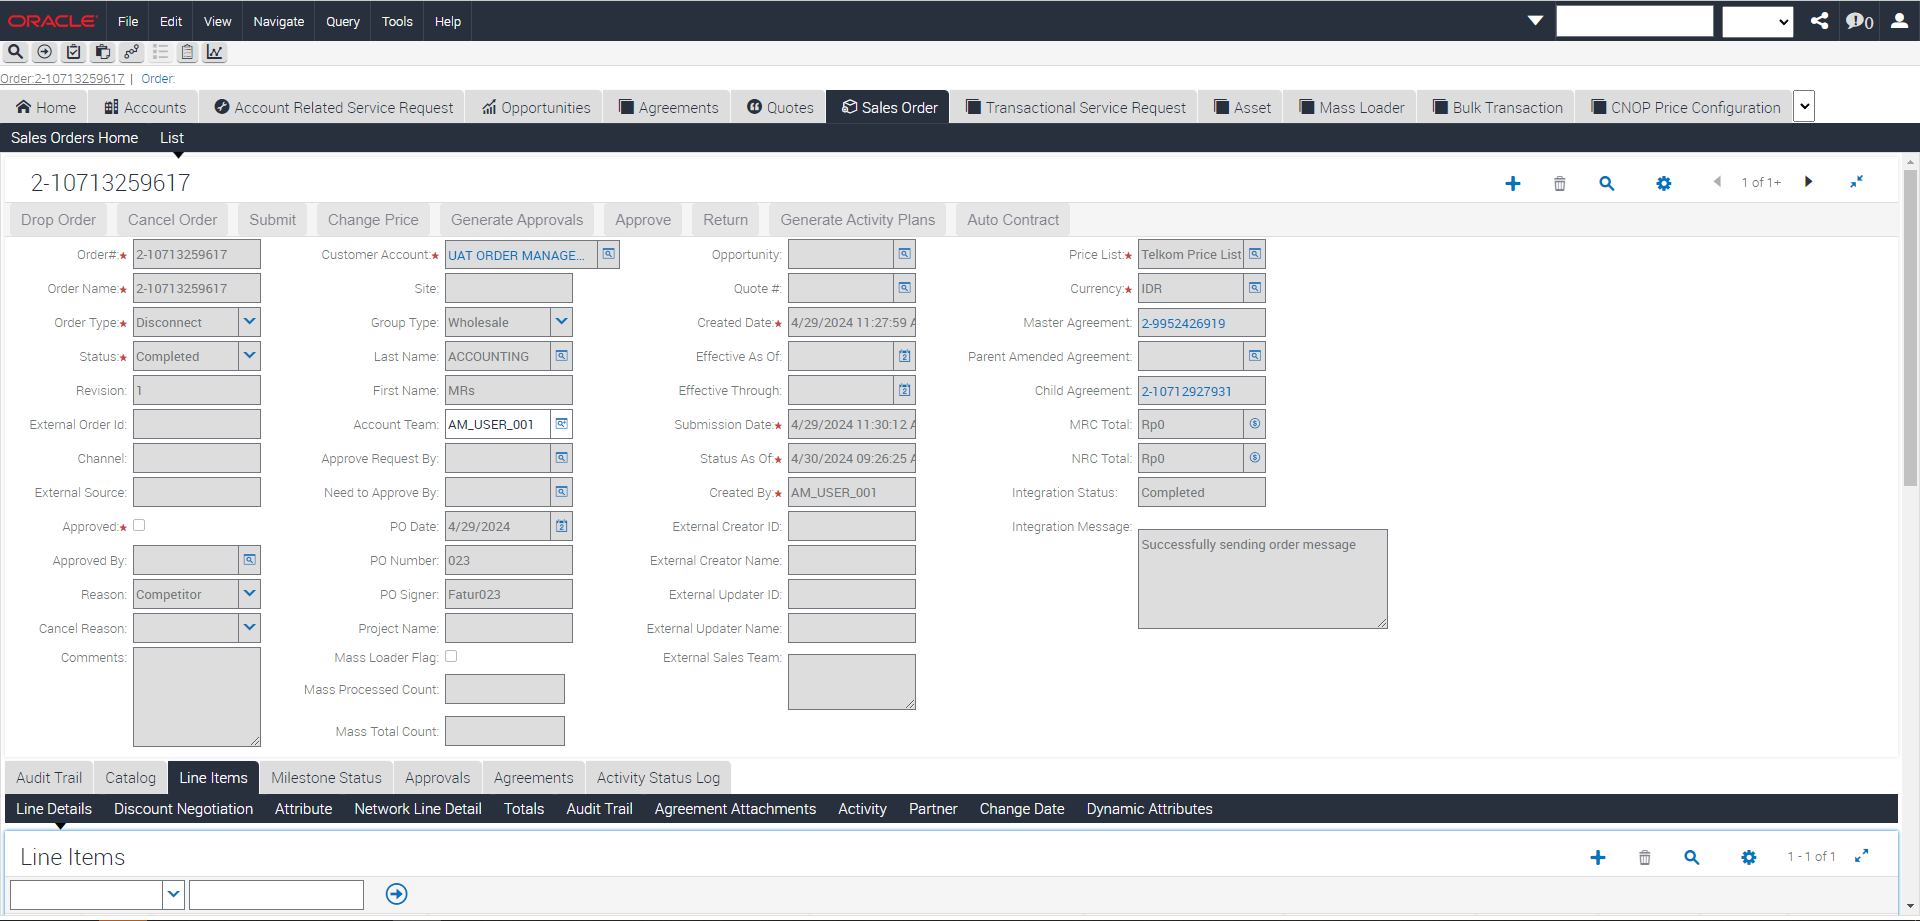 ORACLE File Edit View Navigate Query Tools Help 0
Order:2-10713259617 | Order:
Home Accounts Account Related Service Request Opportunities Agreements Quotes Sales Order Transactional Service Request Asset Mass Loader Bulk Transaction CNOP Price Configuration
Sales Orders Home List
2-10713259617 1 of 1+
Drop Order Cancel Order Submit Change Price Generate Approvals Approve Return Generate Activity Plans Auto Contract
Order#:★ 2-10713259617 Customer Account:★ UAT ORDER MANAGE... Opportunity: Price List:★ Telkom Price List
Order Name:★ 2-10713259617 Site: Quote #: Currency:★ IDR
Order Type:★ Disconnect Group Type: Wholesale Created Date:★ 4/29/2024 11:27:59 A Master Agreement: 2-9952426919
Status:★ Completed Last Name: ACCOUNTING Effective As Of: Parent Amended Agreement:
Revision: 1 First Name: MRs Effective Through: Child Agreement: 2-10712927931
External Order Id: Account Team: AM_USER_001 Submission Date:★ 4/29/2024 11:30:12 A MRC Total: Rp0
Channel: Approve Request By: Status As Of:★ 4/30/2024 09:26:25 A NRC Total: Rp0
External Source: Need to Approve By: Created By:★ AM_USER_001 Integration Status: Completed
Approved:★ PO Date: 4/29/2024 External Creator ID: Integration Message:
Successfully sending order message
Approved By: PO Number: 023 External Creator Name:
Reason: Competitor PO Signer: Fatur023 External Updater ID:
Cancel Reason: Project Name: External Updater Name:
Comments: Mass Loader Flag: External Sales Team:
Mass Processed Count:
Mass Total Count:
Audit Trail Catalog Line Items Milestone Status Approvals Agreements Activity Status Log
Line Details Discount Negotiation Attribute Network Line Detail Totals Audit Trail Agreement Attachments Activity Partner Change Date Dynamic Attributes
Line Items 1 - 1 of 1